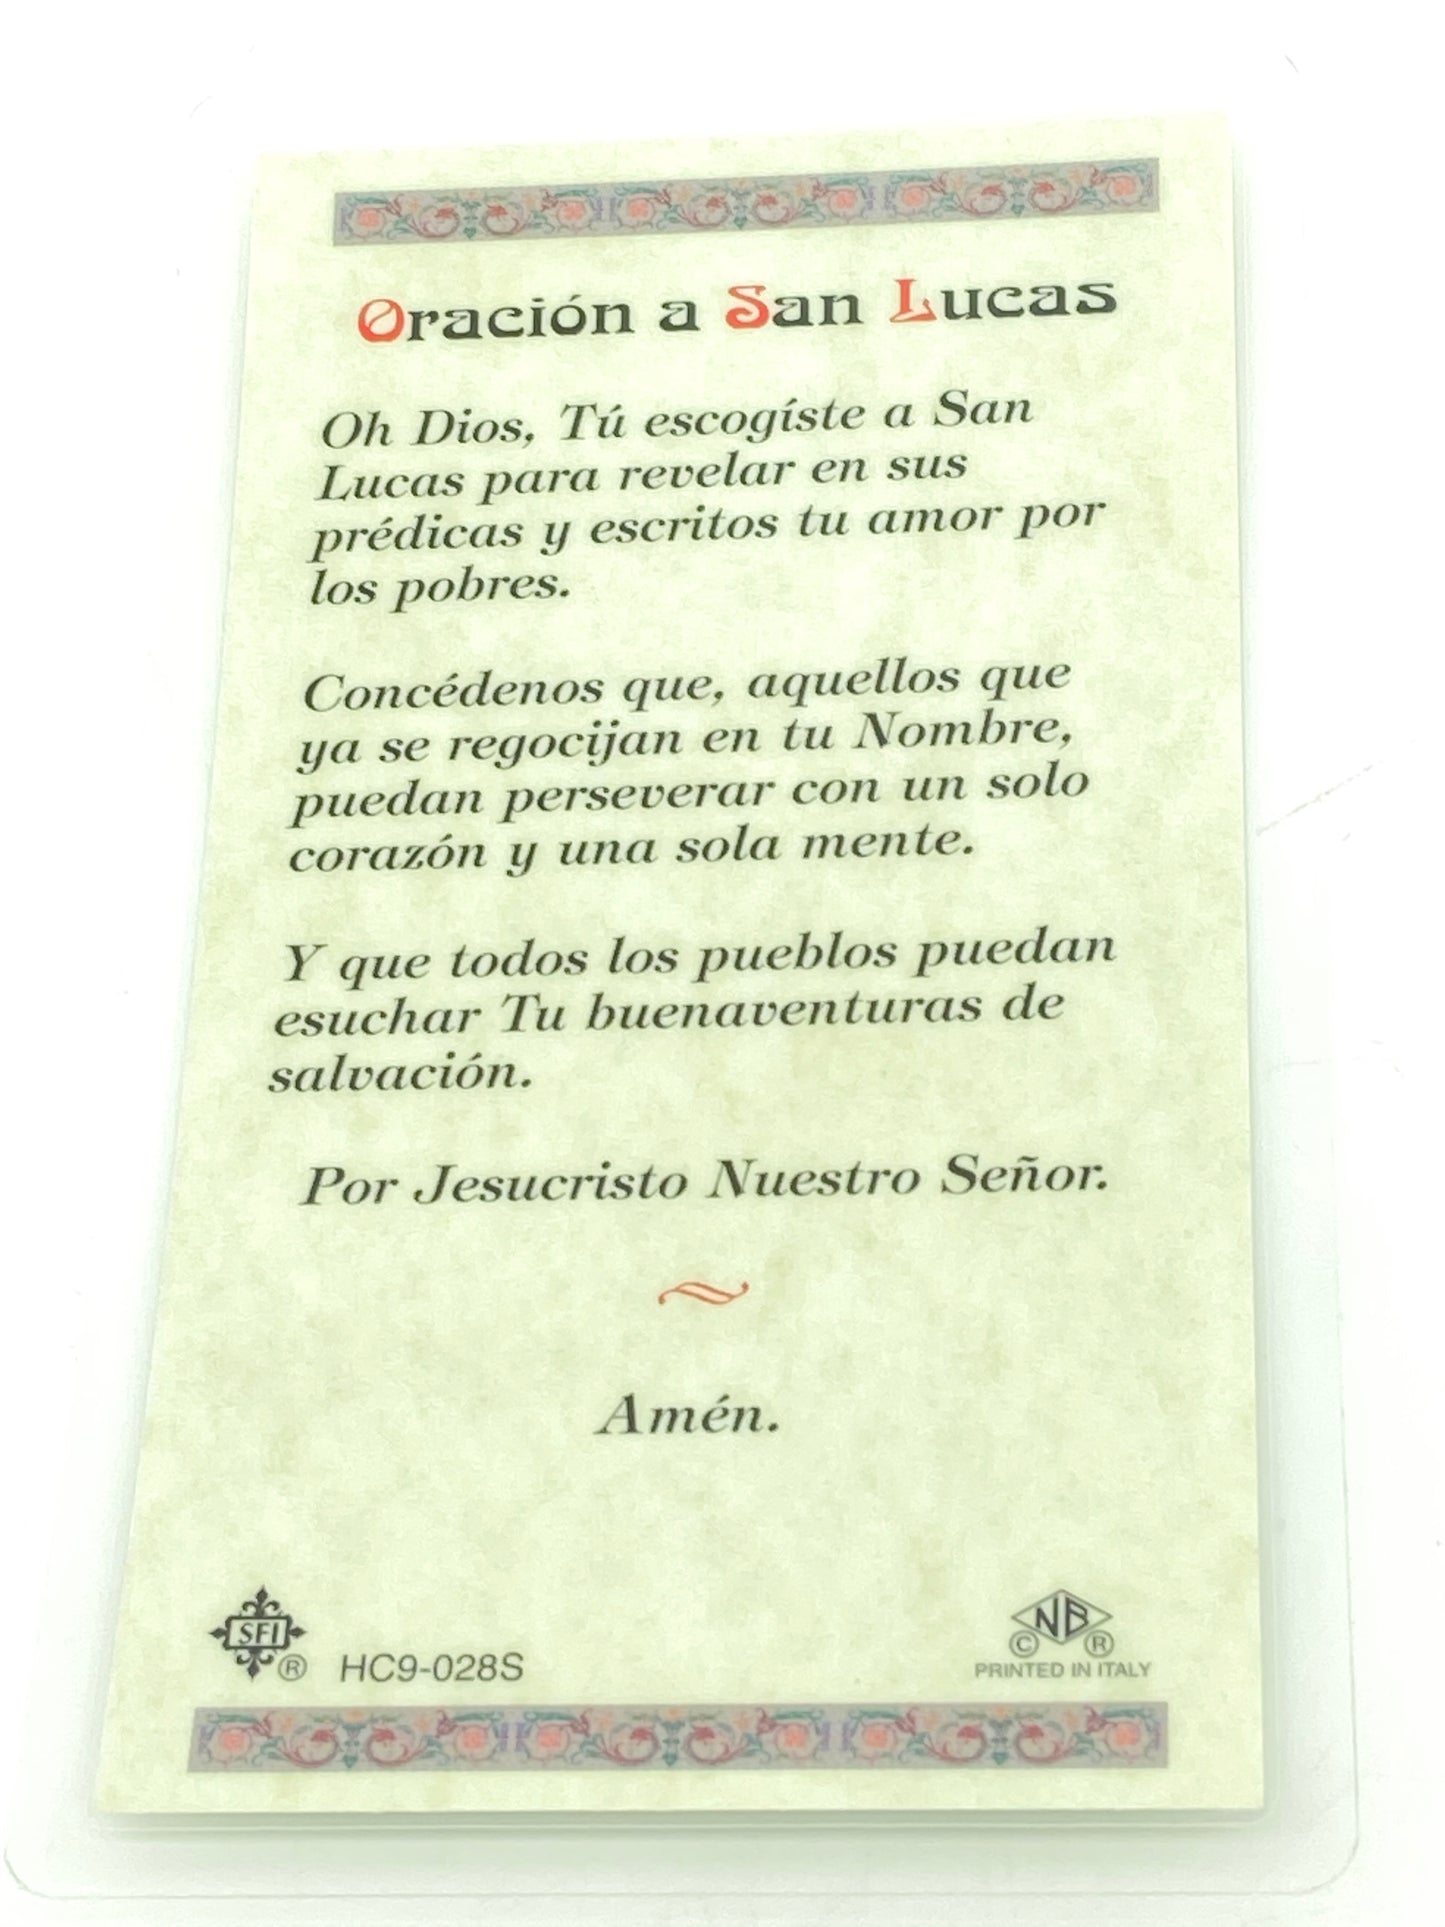 Oración a San Lucas
Oh Dios, Tú escogíste a San
Lucas para revelar en sus
prédicas y escritos tu amor por
los pobres.
Concédenos que, aquellos que
ya se regocijan en tu Nombre,
puedan perseverar con un solo
corazón y una sola mente.
Y que todos los pueblos puedan
esuchar Tu buenaventuras de
salvación.
Por Jesucristo Nuestro Señor.
Amén.
SFI
® HC9-028S
NB
© ®
PRINTED IN ITALY